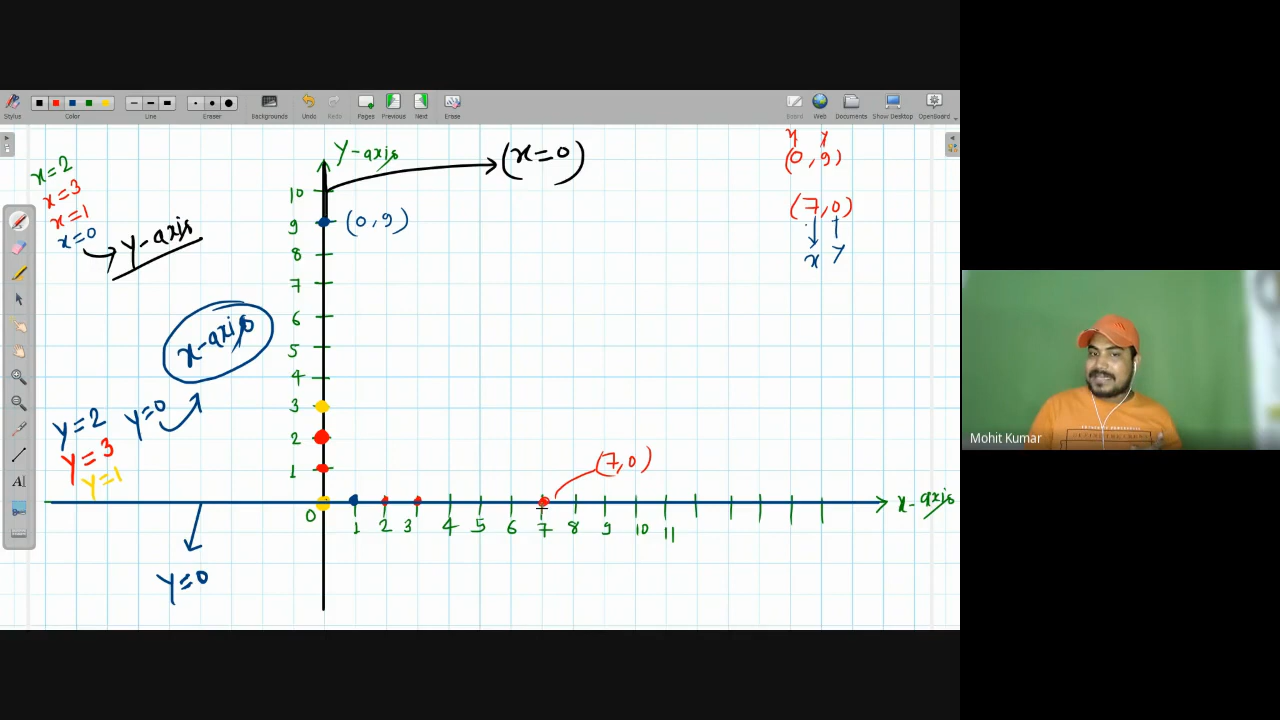 Stylus Color Line Eraser Backgrounds Undo Redo Pages Previous Next Erase Board Web Documents Show Desktop OpenBoard
x=2
x=3
x=1
x=0
y-axis
x-axis
y=0
y=2
y=3
y=1
y=0
y-axis
(x=0)
10
9 (0,9)
8
7
6
5
4
3
2
1
(7,0)
0 1 2 3 4 5 6 7 8 9 10 11
x-axis
x y
(0,9)
(7,0)
x y
Mohit Kumar